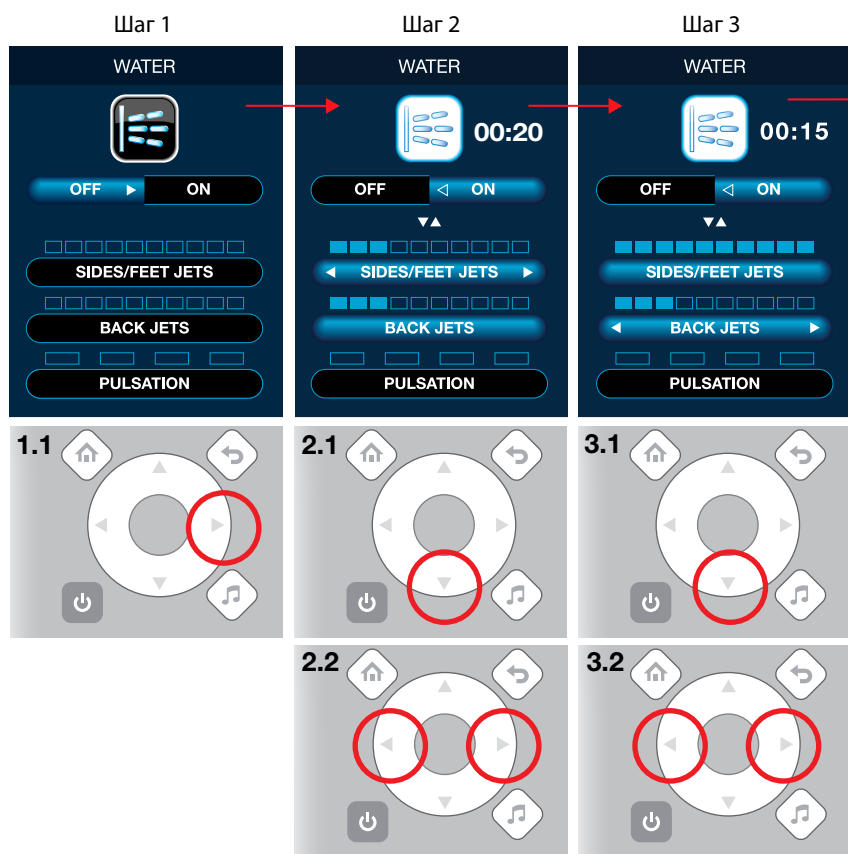 Шаг 1
WATER
OFF ON
SIDES/FEET JETS
BACK JETS
PULSATION
1.1
Шаг 2
WATER
00:20
OFF ON
SIDES/FEET JETS
BACK JETS
PULSATION
2.1
2.2
Шаг 3
WATER
00:15
OFF ON
SIDES/FEET JETS
BACK JETS
PULSATION
3.1
3.2